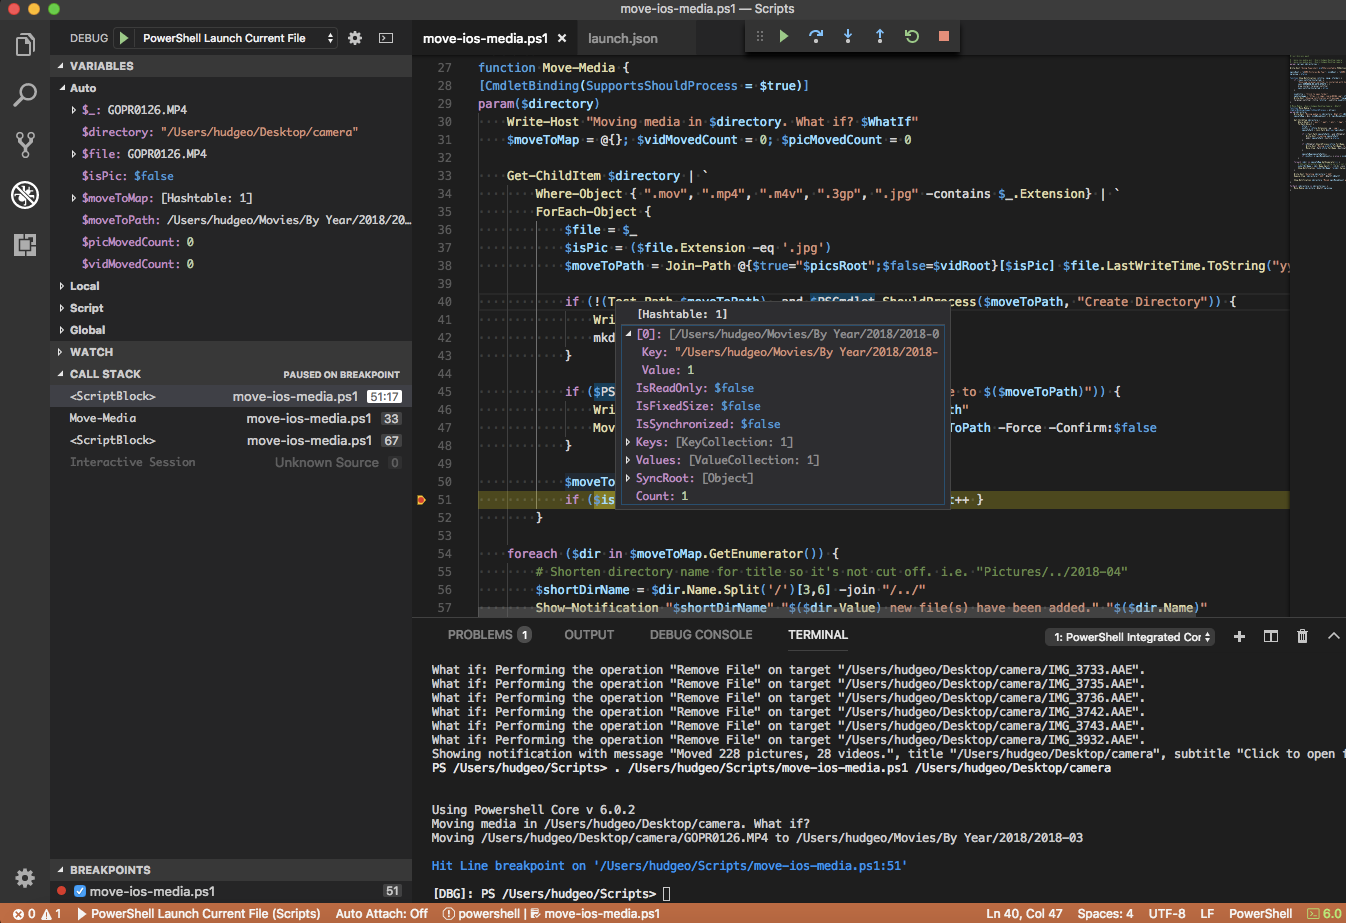 move-ios-media.ps1 — Scripts
DEBUG PowerShell Launch Current File
move-ios-media.ps1 launch.json
VARIABLES
Auto
$_: GOPR0126.MP4
$directory: "/Users/hudgeo/Desktop/camera"
$file: GOPR0126.MP4
$isPic: $false
$moveToMap: [Hashtable: 1]
$moveToPath: /Users/hudgeo/Movies/By Year/2018/20…
$picMovedCount: 0
$vidMovedCount: 0
Local
Script
Global
WATCH
CALL STACK PAUSED ON BREAKPOINT
<ScriptBlock> move-ios-media.ps1 51:17
Move-Media move-ios-media.ps1 33
<ScriptBlock> move-ios-media.ps1 67
Interactive Session Unknown Source 0
BREAKPOINTS
move-ios-media.ps1 51
27 function Move-Media {
28 [CmdletBinding(SupportsShouldProcess = $true)]
29 param($directory)
30 Write-Host "Moving media in $directory. What if? $WhatIf"
31 $moveToMap = @{}; $vidMovedCount = 0; $picMovedCount = 0
32
33 Get-ChildItem $directory | `
34 Where-Object { ".mov", ".mp4", ".m4v", ".3gp", ".jpg" -contains $_.Extension} | `
35 ForEach-Object {
36 $file = $_
37 $isPic = ($file.Extension -eq '.jpg')
38 $moveToPath = Join-Path @{$true="$picsRoot";$false=$vidRoot}[$isPic] $file.LastWriteTime.ToString("yy
39
40 if (!(Test-Path $moveToPath) -and $PSCmdlet.ShouldProcess($moveToPath, "Create Directory")) {
41 Wri
42 mkd
43 }
44
45 if ($PS e to $($moveToPath)")) {
46 Wri th"
47 Mov oPath -Force -Confirm:$false
48 }
49
50 $moveTo
51 if ($is t++ }
52 }
53
54 foreach ($dir in $moveToMap.GetEnumerator()) {
55 # Shorten directory name for title so it's not cut off. i.e. "Pictures/../2018-04"
56 $shortDirName = $dir.Name.Split('/')[3,6] -join "/../"
57 Show-Notification "$shortDirName" "$($dir.Value) new file(s) have been added." "$($dir.Name)"
[Hashtable: 1]
[0]: [/Users/hudgeo/Movies/By Year/2018/2018-0
Key: "/Users/hudgeo/Movies/By Year/2018/2018-
Value: 1
IsReadOnly: $false
IsFixedSize: $false
IsSynchronized: $false
Keys: [KeyCollection: 1]
Values: [ValueCollection: 1]
SyncRoot: [Object]
Count: 1
PROBLEMS 1 OUTPUT DEBUG CONSOLE TERMINAL 1: PowerShell Integrated Cor
What if: Performing the operation "Remove File" on target "/Users/hudgeo/Desktop/camera/IMG_3733.AAE".
What if: Performing the operation "Remove File" on target "/Users/hudgeo/Desktop/camera/IMG_3735.AAE".
What if: Performing the operation "Remove File" on target "/Users/hudgeo/Desktop/camera/IMG_3736.AAE".
What if: Performing the operation "Remove File" on target "/Users/hudgeo/Desktop/camera/IMG_3742.AAE".
What if: Performing the operation "Remove File" on target "/Users/hudgeo/Desktop/camera/IMG_3743.AAE".
What if: Performing the operation "Remove File" on target "/Users/hudgeo/Desktop/camera/IMG_3932.AAE".
Showing notification with message "Moved 228 pictures, 28 videos.", title "/Users/hudgeo/Desktop/camera", subtitle "Click to open f
PS /Users/hudgeo/Scripts> . /Users/hudgeo/Scripts/move-ios-media.ps1 /Users/hudgeo/Desktop/camera
Using Powershell Core v 6.0.2
Moving media in /Users/hudgeo/Desktop/camera. What if?
Moving /Users/hudgeo/Desktop/camera/GOPR0126.MP4 to /Users/hudgeo/Movies/By Year/2018/2018-03
Hit Line breakpoint on '/Users/hudgeo/Scripts/move-ios-media.ps1:51'
[DBG]: PS /Users/hudgeo/Scripts>
0 1 PowerShell Launch Current File (Scripts) Auto Attach: Off powershell | move-ios-media.ps1 Ln 40, Col 47 Spaces: 4 UTF-8 LF PowerShell 6.0